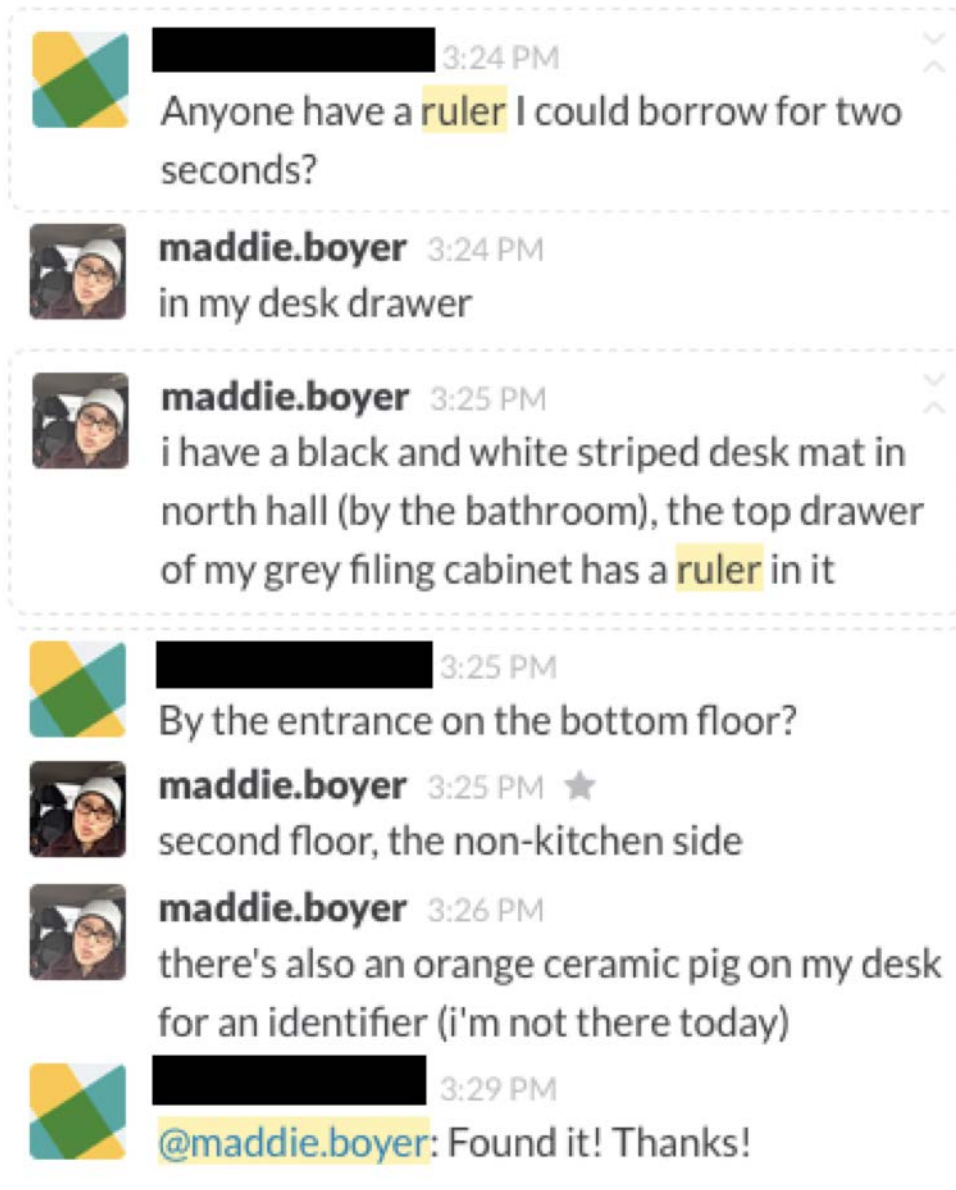 3:24 PM
Anyone have a ruler I could borrow for two
seconds?
maddie.boyer 3:24 PM
in my desk drawer
maddie.boyer 3:25 PM
i have a black and white striped desk mat in
north hall (by the bathroom), the top drawer
of my grey filing cabinet has a ruler in it
3:25 PM
By the entrance on the bottom floor?
maddie.boyer 3:25 PM
second floor, the non-kitchen side
maddie.boyer 3:26 PM
there's also an orange ceramic pig on my desk
for an identifier (i'm not there today)
3:29 PM
@maddie.boyer: Found it! Thanks!